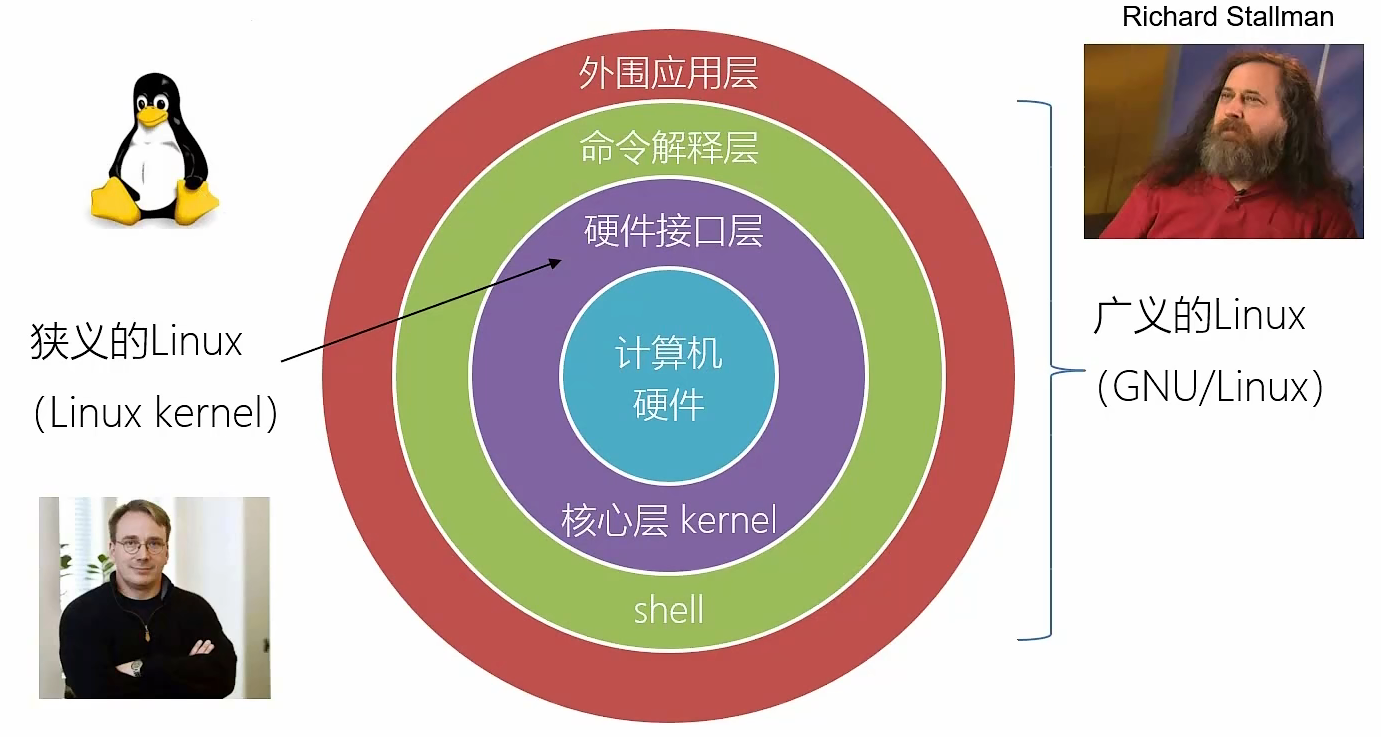 Richard Stallman
外围应用层
命令解释层
硬件接口层
计算机
硬件
核心层 kernel
shell
狭义的Linux
（Linux kernel）
广义的Linux
（GNU/Linux）